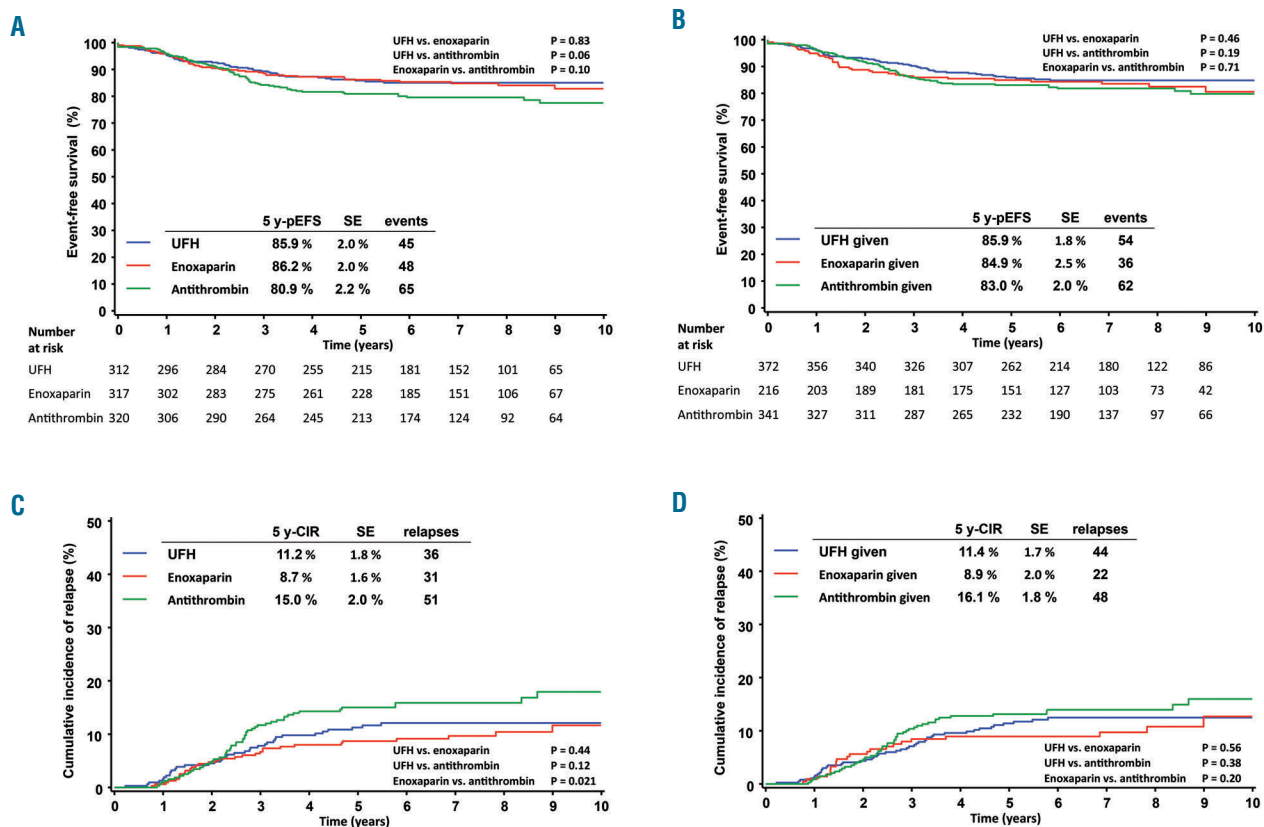 A
100
90
80
70
60
50
40
30
20
10
0
Event-free survival (%)
UFH vs. enoxaparin P = 0.83
UFH vs. antithrombin P = 0.06
Enoxaparin vs. antithrombin P = 0.10
5 y-pEFS SE events
UFH 85.9 % 2.0 % 45
Enoxaparin 86.2 % 2.0 % 48
Antithrombin 80.9 % 2.2 % 65
0 1 2 3 4 5 6 7 8 9 10
Time (years)
Number
at risk
UFH 312 296 284 270 255 215 181 152 101 65
Enoxaparin 317 302 283 275 261 228 185 151 106 67
Antithrombin 320 306 290 264 245 213 174 124 92 64
B
100
90
80
70
60
50
40
30
20
10
0
Event-free survival (%)
UFH vs. enoxaparin P = 0.46
UFH vs. antithrombin P = 0.19
Enoxaparin vs. antithrombin P = 0.71
5 y-pEFS SE events
UFH given 85.9 % 1.8 % 54
Enoxaparin given 84.9 % 2.5 % 36
Antithrombin given 83.0 % 2.0 % 62
0 1 2 3 4 5 6 7 8 9 10
Time (years)
Number
at risk
UFH 372 356 340 326 307 262 214 180 122 86
Enoxaparin 216 203 189 181 175 151 127 103 73 42
Antithrombin 341 327 311 287 265 232 190 137 97 66
C
50
40
30
20
10
0
Cumulative incidence of relapse (%)
5 y-CIR SE relapses
UFH 11.2 % 1.8 % 36
Enoxaparin 8.7 % 1.6 % 31
Antithrombin 15.0 % 2.0 % 51
UFH vs. enoxaparin P = 0.44
UFH vs. antithrombin P = 0.12
Enoxaparin vs. antithrombin P = 0.021
0 1 2 3 4 5 6 7 8 9 10
Time (years)
D
50
40
30
20
10
0
Cumulative incidence of relapse (%)
5 y-CIR SE relapses
UFH given 11.4 % 1.7 % 44
Enoxaparin given 8.9 % 2.0 % 22
Antithrombin given 16.1 % 1.8 % 48
UFH vs. enoxaparin P = 0.56
UFH vs. antithrombin P = 0.38
Enoxaparin vs. antithrombin P = 0.20
0 1 2 3 4 5 6 7 8 9 10
Time (years)